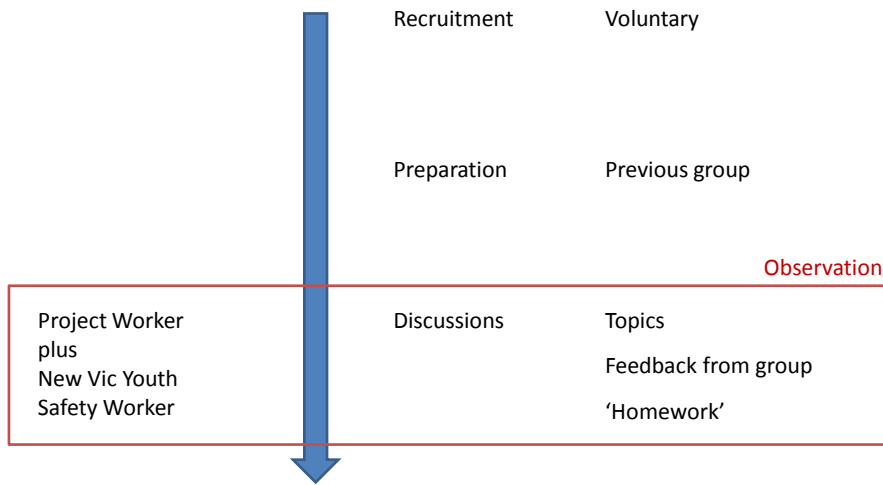 Recruitment Voluntary
Preparation Previous group
Observation
Project Worker
plus
New Vic Youth
Safety Worker
Discussions
Topics
Feedback from group
‘Homework’